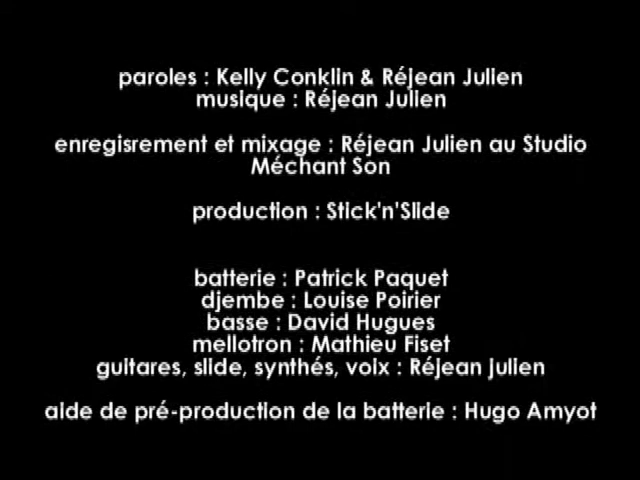 paroles : Kelly Conklin & Réjean Julien
musique : Réjean Julien
enregisrement et mixage : Réjean Julien au Studio
Méchant Son
production : Stick'n'Slide
batterie : Patrick Paquet
djembe : Louise Poirier
basse : David Hugues
mellotron : Mathieu Fiset
guitares, slide, synthés, voix : Réjean Julien
aide de pré-production de la batterie : Hugo Amyot